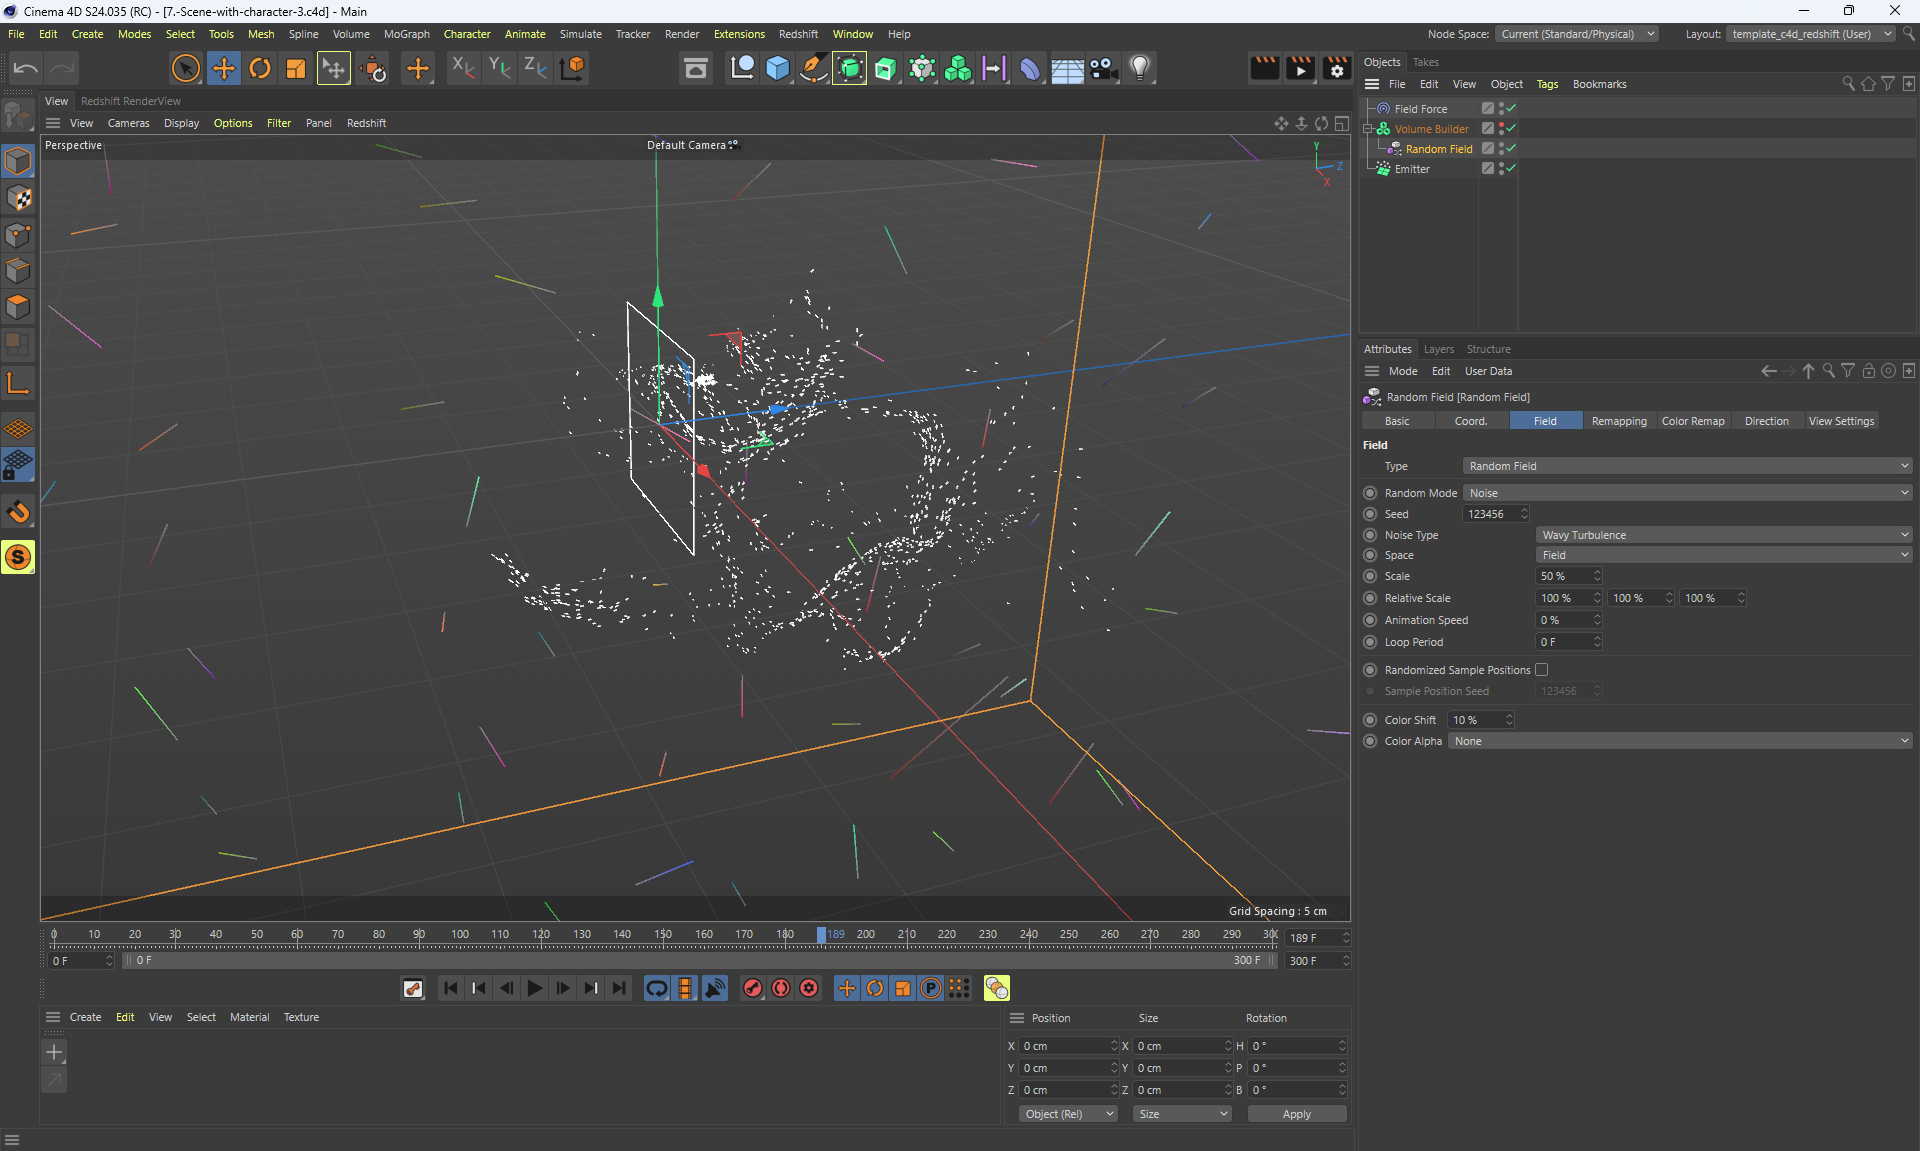 Cinema 4D S24.035 (RC) - [7.-Scene-with-character-3.c4d] - Main
File Edit Create Modes Select Tools Mesh Spline Volume MoGraph Character Animate Simulate Tracker Render Extensions Redshift Window Help
Node Space: Current (Standard/Physical) Layout: template_c4d_redshift (User)
X Y Z
Objects Takes
File Edit View Object Tags Bookmarks
View Redshift RenderView
View Cameras Display Options Filter Panel Redshift
Perspective
Default Camera
Y
Z
X
Field Force
Volume Builder
Random Field
Emitter
Attributes Layers Structure
Mode Edit User Data
Random Field [Random Field]
Basic Coord. Field Remapping Color Remap Direction View Settings
Field
Type Random Field
Random Mode Noise
Seed 123456
Noise Type Wavy Turbulence
Space Field
Scale 50 %
Relative Scale 100 % 100 % 100 %
Animation Speed 0 %
Loop Period 0 F
Randomized Sample Positions
Sample Position Seed 123456
Color Shift 10 %
Color Alpha None
S
Grid Spacing : 5 cm
0 10 20 30 40 50 60 70 80 90 100 110 120 130 140 150 160 170 180 189 200 210 220 230 240 250 260 270 280 290 300 189 F
0 F 0 F 300 F 300 F
P
Create Edit View Select Material Texture
Position Size Rotation
X 0 cm X 0 cm H 0 °
Y 0 cm Y 0 cm P 0 °
Z 0 cm Z 0 cm B 0 °
Object (Rel) Size Apply